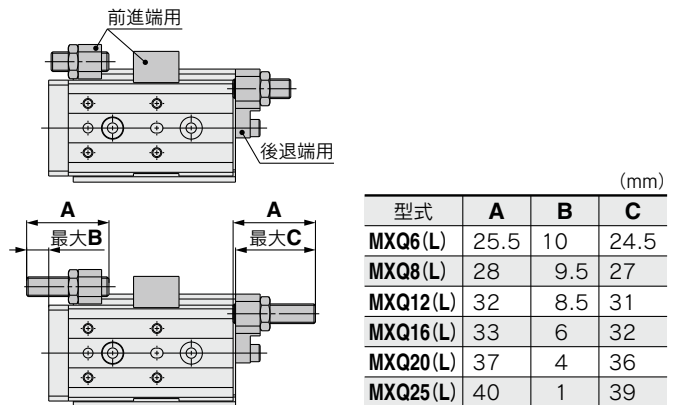 前進端用
後退端用
A
最大B
A
最大C
(mm)
型式 A B C
MXQ6(L) 25.5 10 24.5
MXQ8(L) 28 9.5 27
MXQ12(L) 32 8.5 31
MXQ16(L) 33 6 32
MXQ20(L) 37 4 36
MXQ25(L) 40 1 39